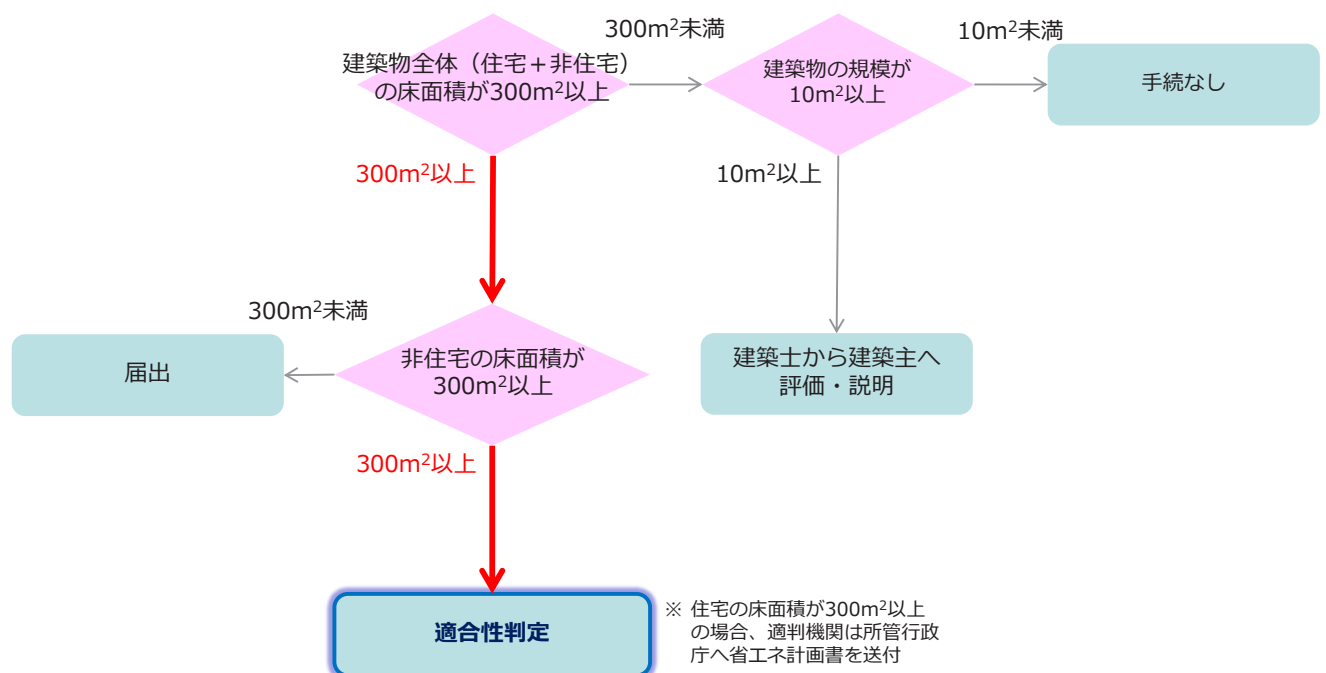 建築物全体(住宅＋非住宅)
の床面積が300m²以上
300m²未満
建築物の規模が
10m²以上
10m²未満
手続なし
300m²以上
10m²以上
300m²未満
届出
非住宅の床面積が
300m²以上
建築士から建築主へ
評価・説明
300m²以上
適合性判定
※ 住宅の床面積が300m²以上
の場合、適判機関は所管行政
庁へ省エネ計画書を送付